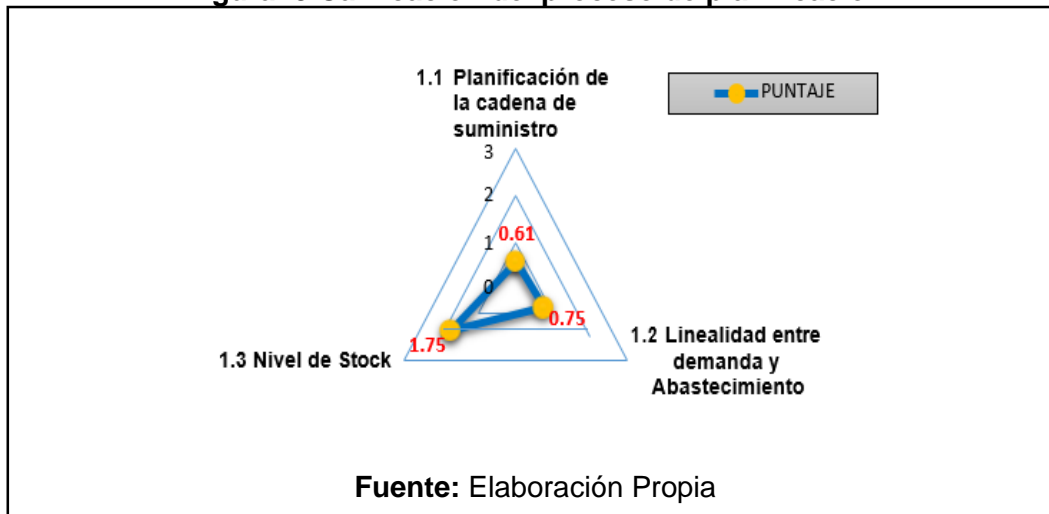 1.1 Planificación de
la cadena de
suministro
PUNTAJE
3
2
1
0
0.61
0.75
1.75
1.2 Linealidad entre
demanda y
Abastecimiento
1.3 Nivel de Stock
Fuente: Elaboración Propia